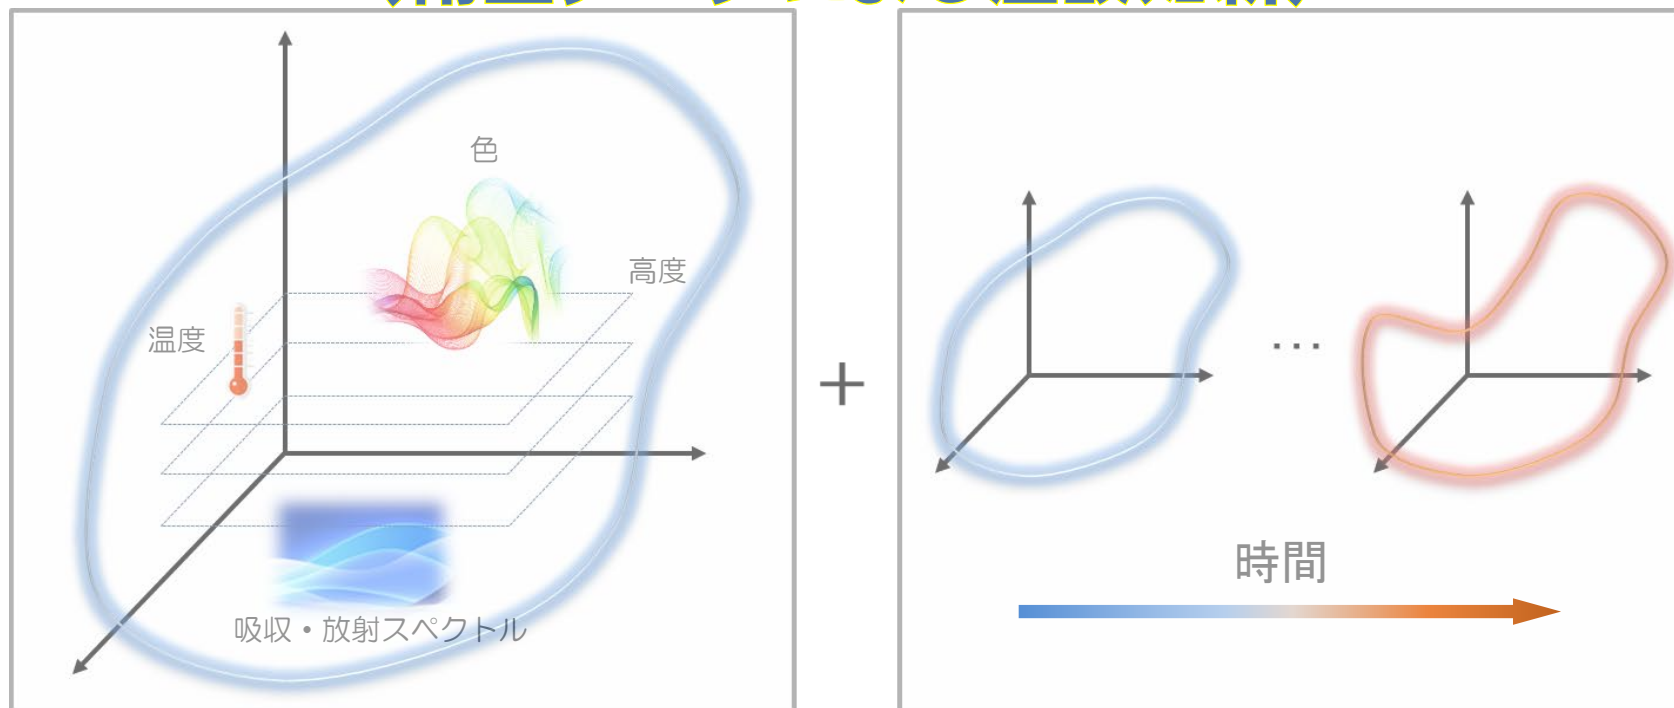 色
高度
温度
吸収・放射スペクトル
+
…
時間